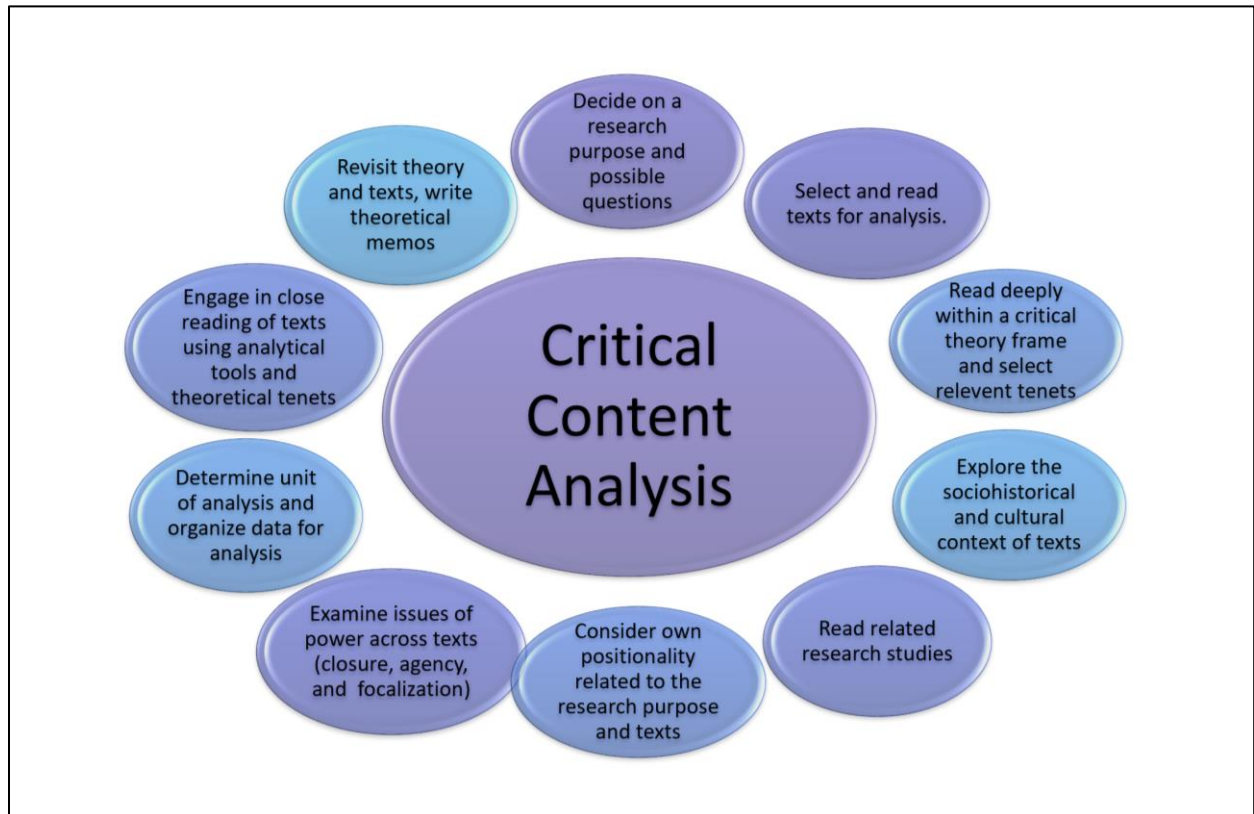 Decide on a
research
purpose and
possible
questions
Select and read
texts for analysis.
Read deeply
within a critical
theory frame
and select
relevent tenets
Explore the
sociohistorical
and cultural
context of texts
Read related
research studies
Consider own
positionality
related to the
research purpose
and texts
Examine issues of
power across texts
(closure, agency,
and focalization)
Determine unit
of analysis and
organize data for
analysis
Engage in close
reading of texts
using analytical
tools and
theoretical tenets
Revisit theory
and texts, write
theoretical
memos
Critical
Content
Analysis